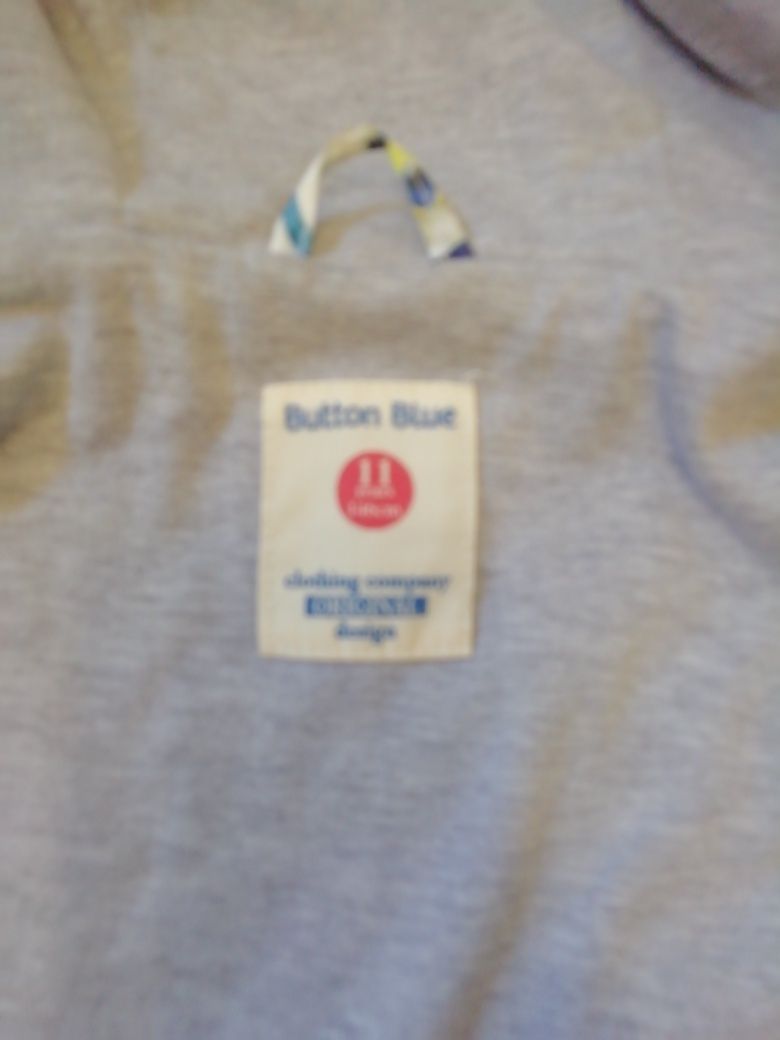 Button Blue
11
clothing company
ORIGINAL
design